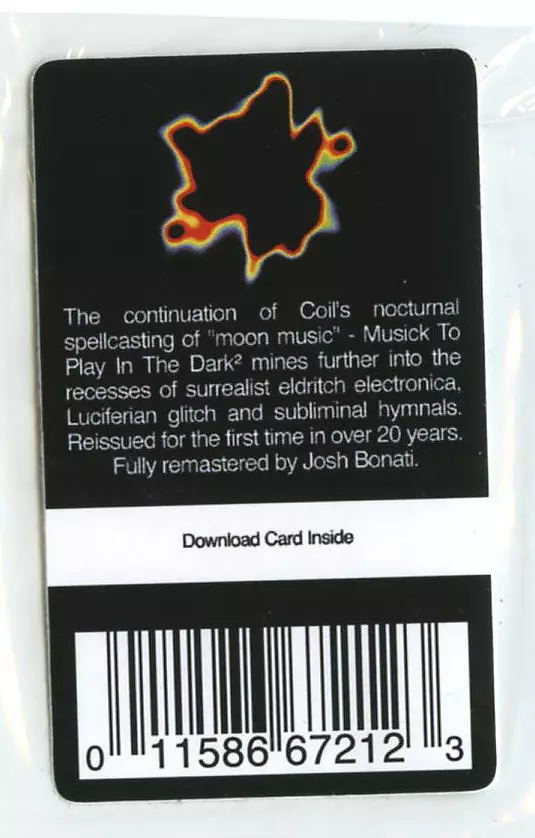 The continuation of Coil's nocturnal
spellcasting of "moon music" - Musick To
Play In The Dark² mines further into the
recesses of surrealist eldritch electronica,
Luciferian glitch and subliminal hymnals.
Reissued for the first time in over 20 years.
Fully remastered by Josh Bonati.
Download Card Inside
0 11586 67212 3